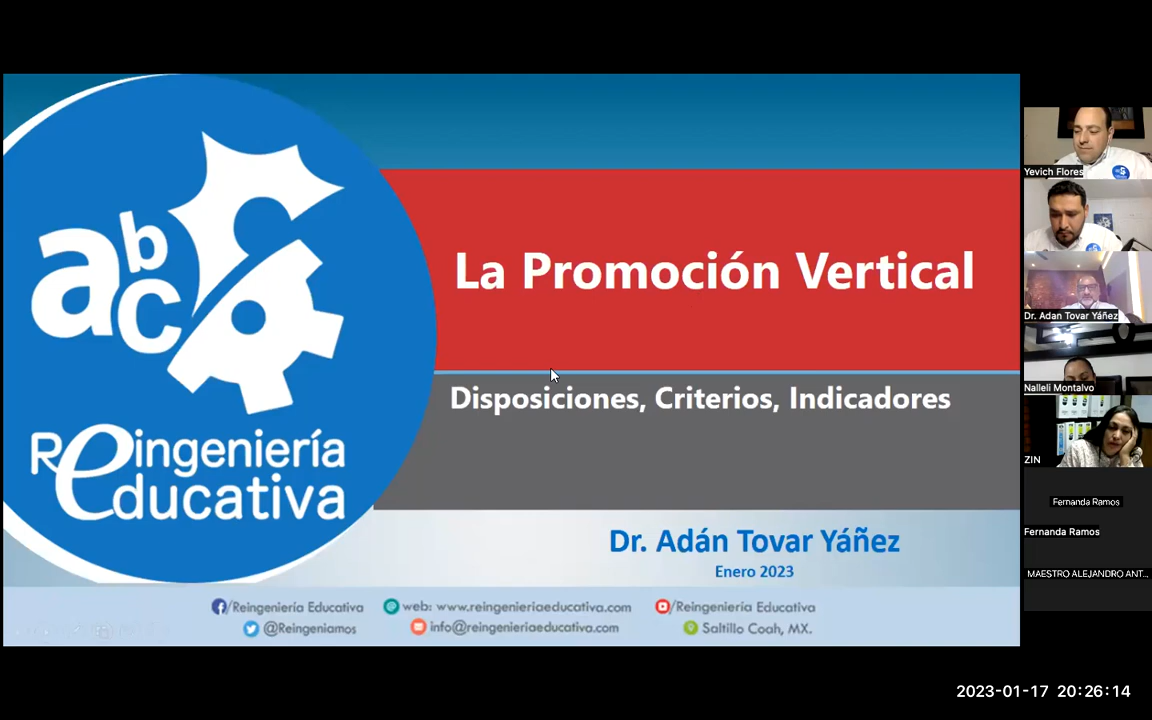 abc
Reingeniería
educativa
La Promoción Vertical
Disposiciones, Criterios, Indicadores
Dr. Adán Tovar Yáñez
Enero 2023
/Reingeniería Educativa
web: www.reingenieriaeducativa.com
/Reingeniería Educativa
@Reingeniamos
info@reingenieriaeducativa.com
Saltillo Coah, MX.
Yevich Flores
Dr. Adan Tovar Yáñez
Nalleli Montalvo
ZIN
Fernanda Ramos
Fernanda Ramos
MAESTRO ALEJANDRO ANT...
2023-01-17 20:26:14